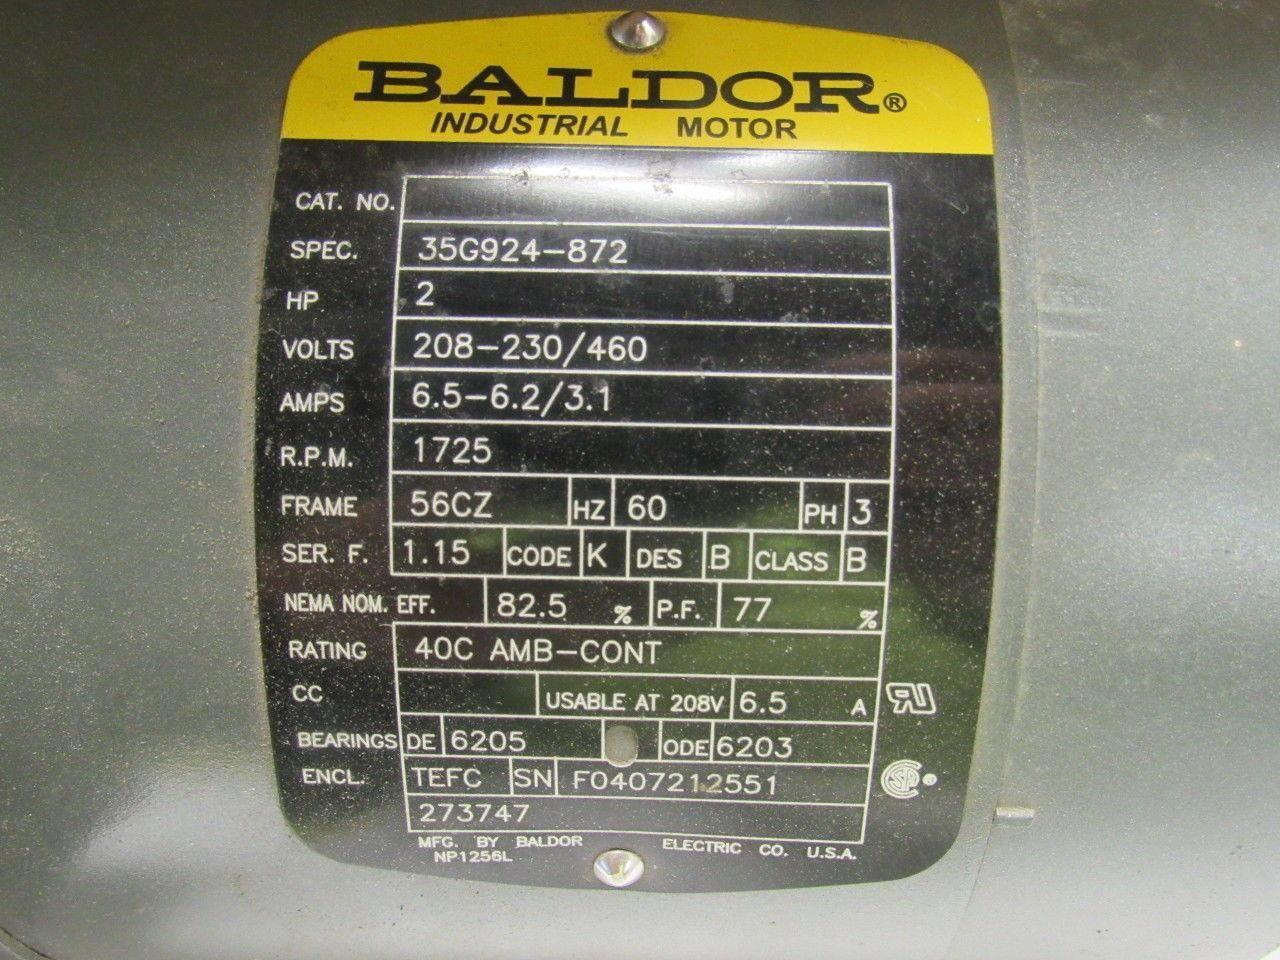 BALDOR®
INDUSTRIAL MOTOR
CAT. NO.
SPEC. 35G924-872
HP 2
VOLTS 208-230/460
AMPS 6.5-6.2/3.1
R.P.M. 1725
FRAME 56CZ HZ 60 PH 3
SER. F. 1.15 CODE K DES B CLASS B
NEMA NOM. EFF. 82.5 % P.F. 77 %
RATING 40C AMB-CONT
CC USABLE AT 208V 6.5 A
BEARINGS DE 6205 ODE 6203
ENCL. TEFC SN F0407212551
273747
MFG. BY BALDOR ELECTRIC CO. U.S.A.
NP1256L